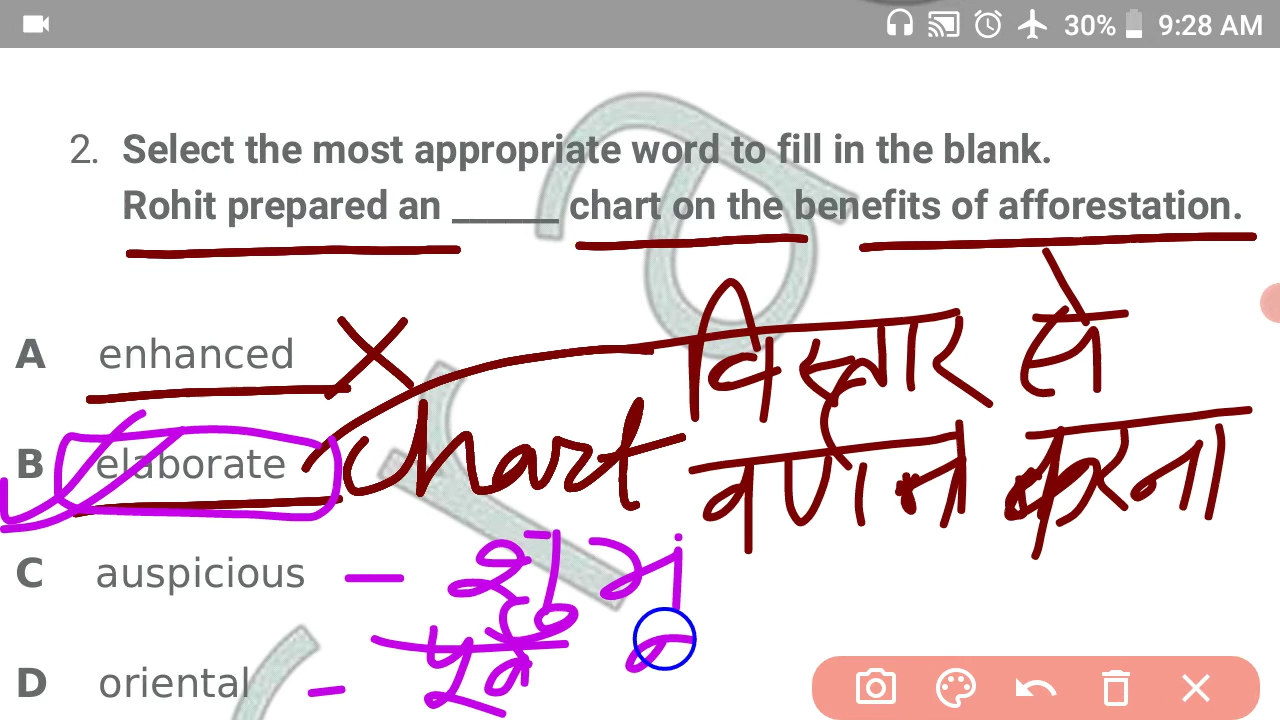 30% 9:28 AM
2. Select the most appropriate word to fill in the blank.
Rohit prepared an ______ chart on the benefits of afforestation.
A enhanced
विस्तार से
B elaborate chart वर्णन करना
C auspicious –
D oriental –